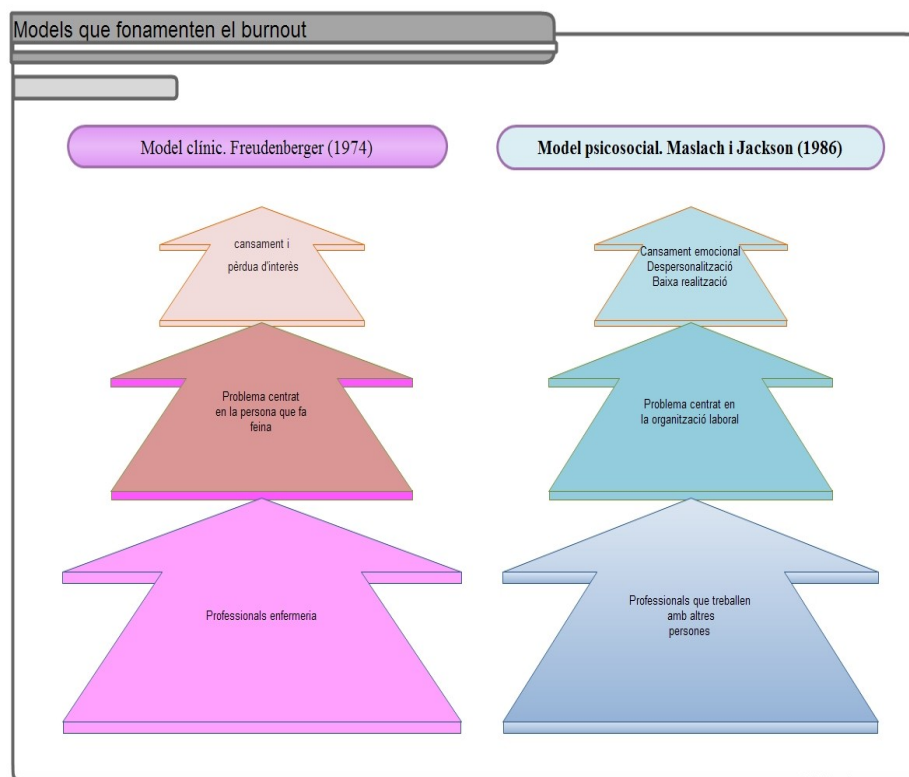 Models que fonamenten el burnout
Model clínic. Freudenberger (1974)
cansament i
pèrdua d'interès
Problema centrat
en la persona que fa
feina
Professionals enfermeria
Model psicosocial. Maslach i Jackson (1986)
Cansament emocional
Despersonalització
Baixa realització
Problema centrat en
la organització laboral
Professionals que treballen
amb altres
persones